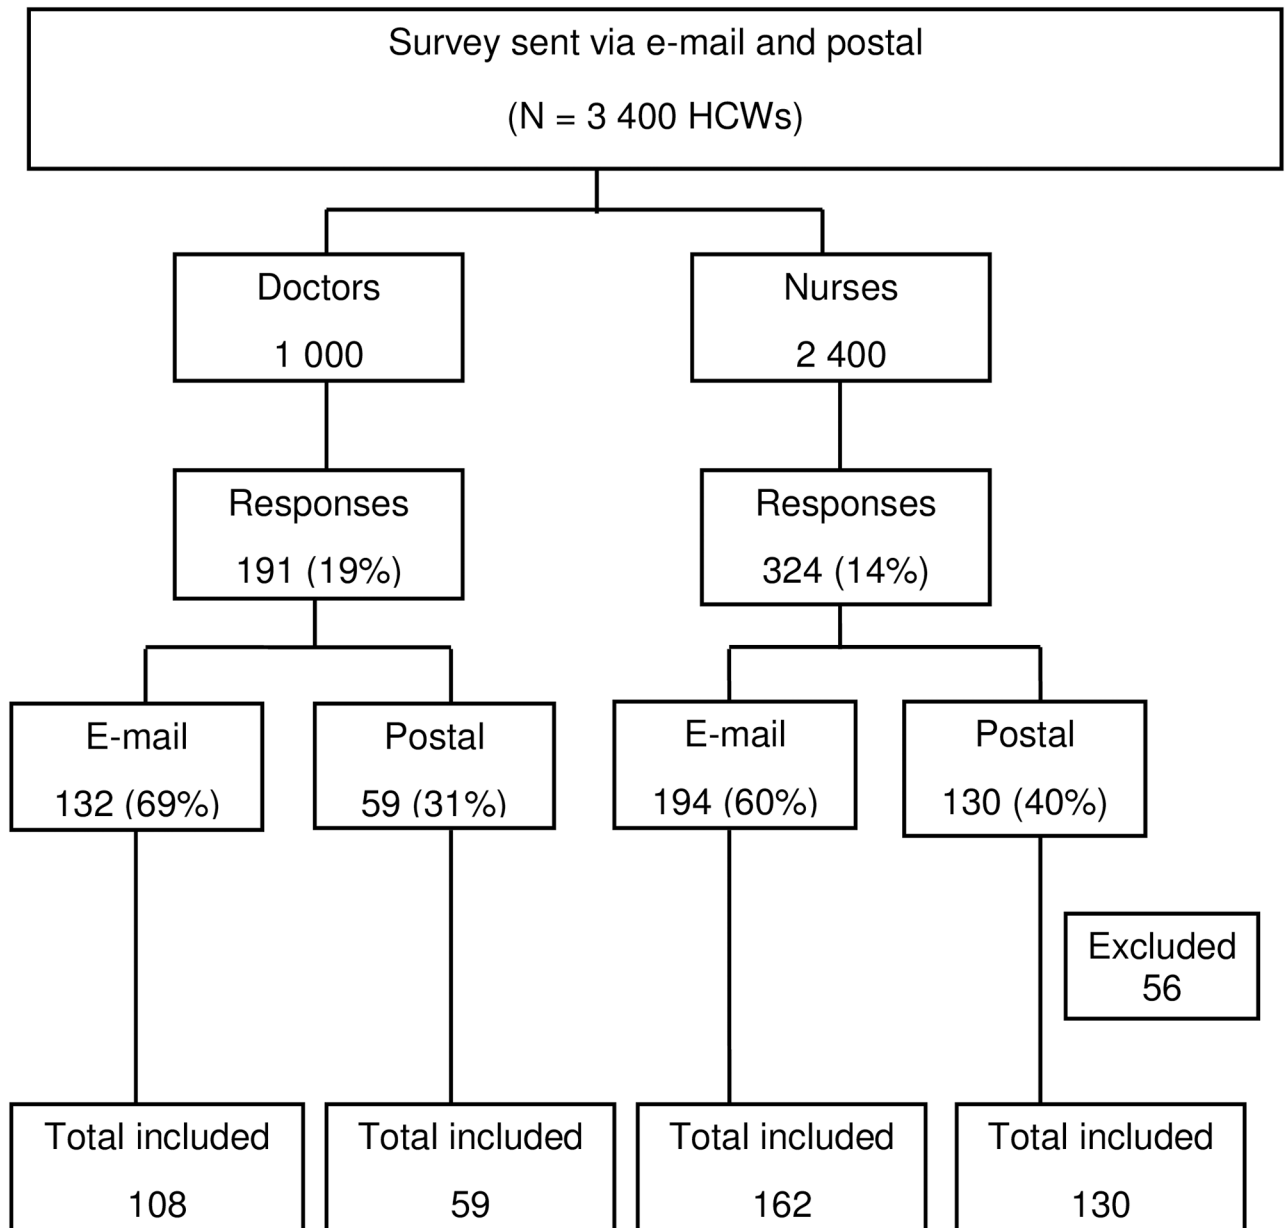 Survey sent via e-mail and postal
(N = 3 400 HCWs)
Doctors
1 000
Nurses
2 400
Responses
191 (19%)
Responses
324 (14%)
E-mail
132 (69%)
Postal
59 (31%)
E-mail
194 (60%)
Postal
130 (40%)
Excluded
56
Total included
108
Total included
59
Total included
162
Total included
130